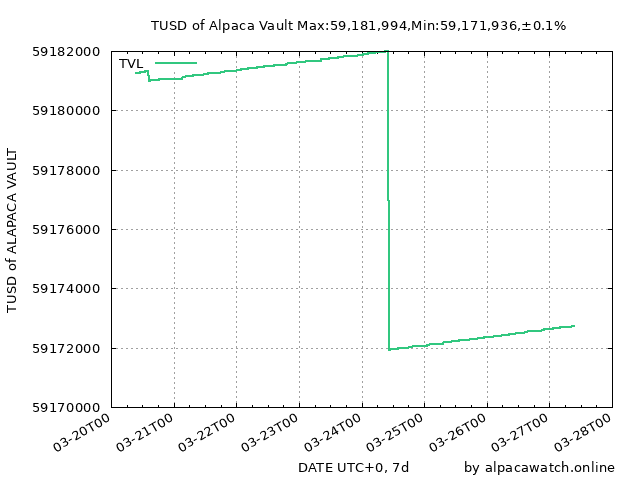 TUSD of Alpaca Vault Max:59,181,994,Min:59,171,936,±0.1%
59182000
TVL
59180000
59178000
59176000
59174000
59172000
59170000
TUSD of ALAPACA VAULT
03-20T00
03-21T00
03-22T00
03-23T00
03-24T00
03-25T00
03-26T00
03-27T00
03-28T00
DATE UTC+0, 7d
by alpacawatch.online